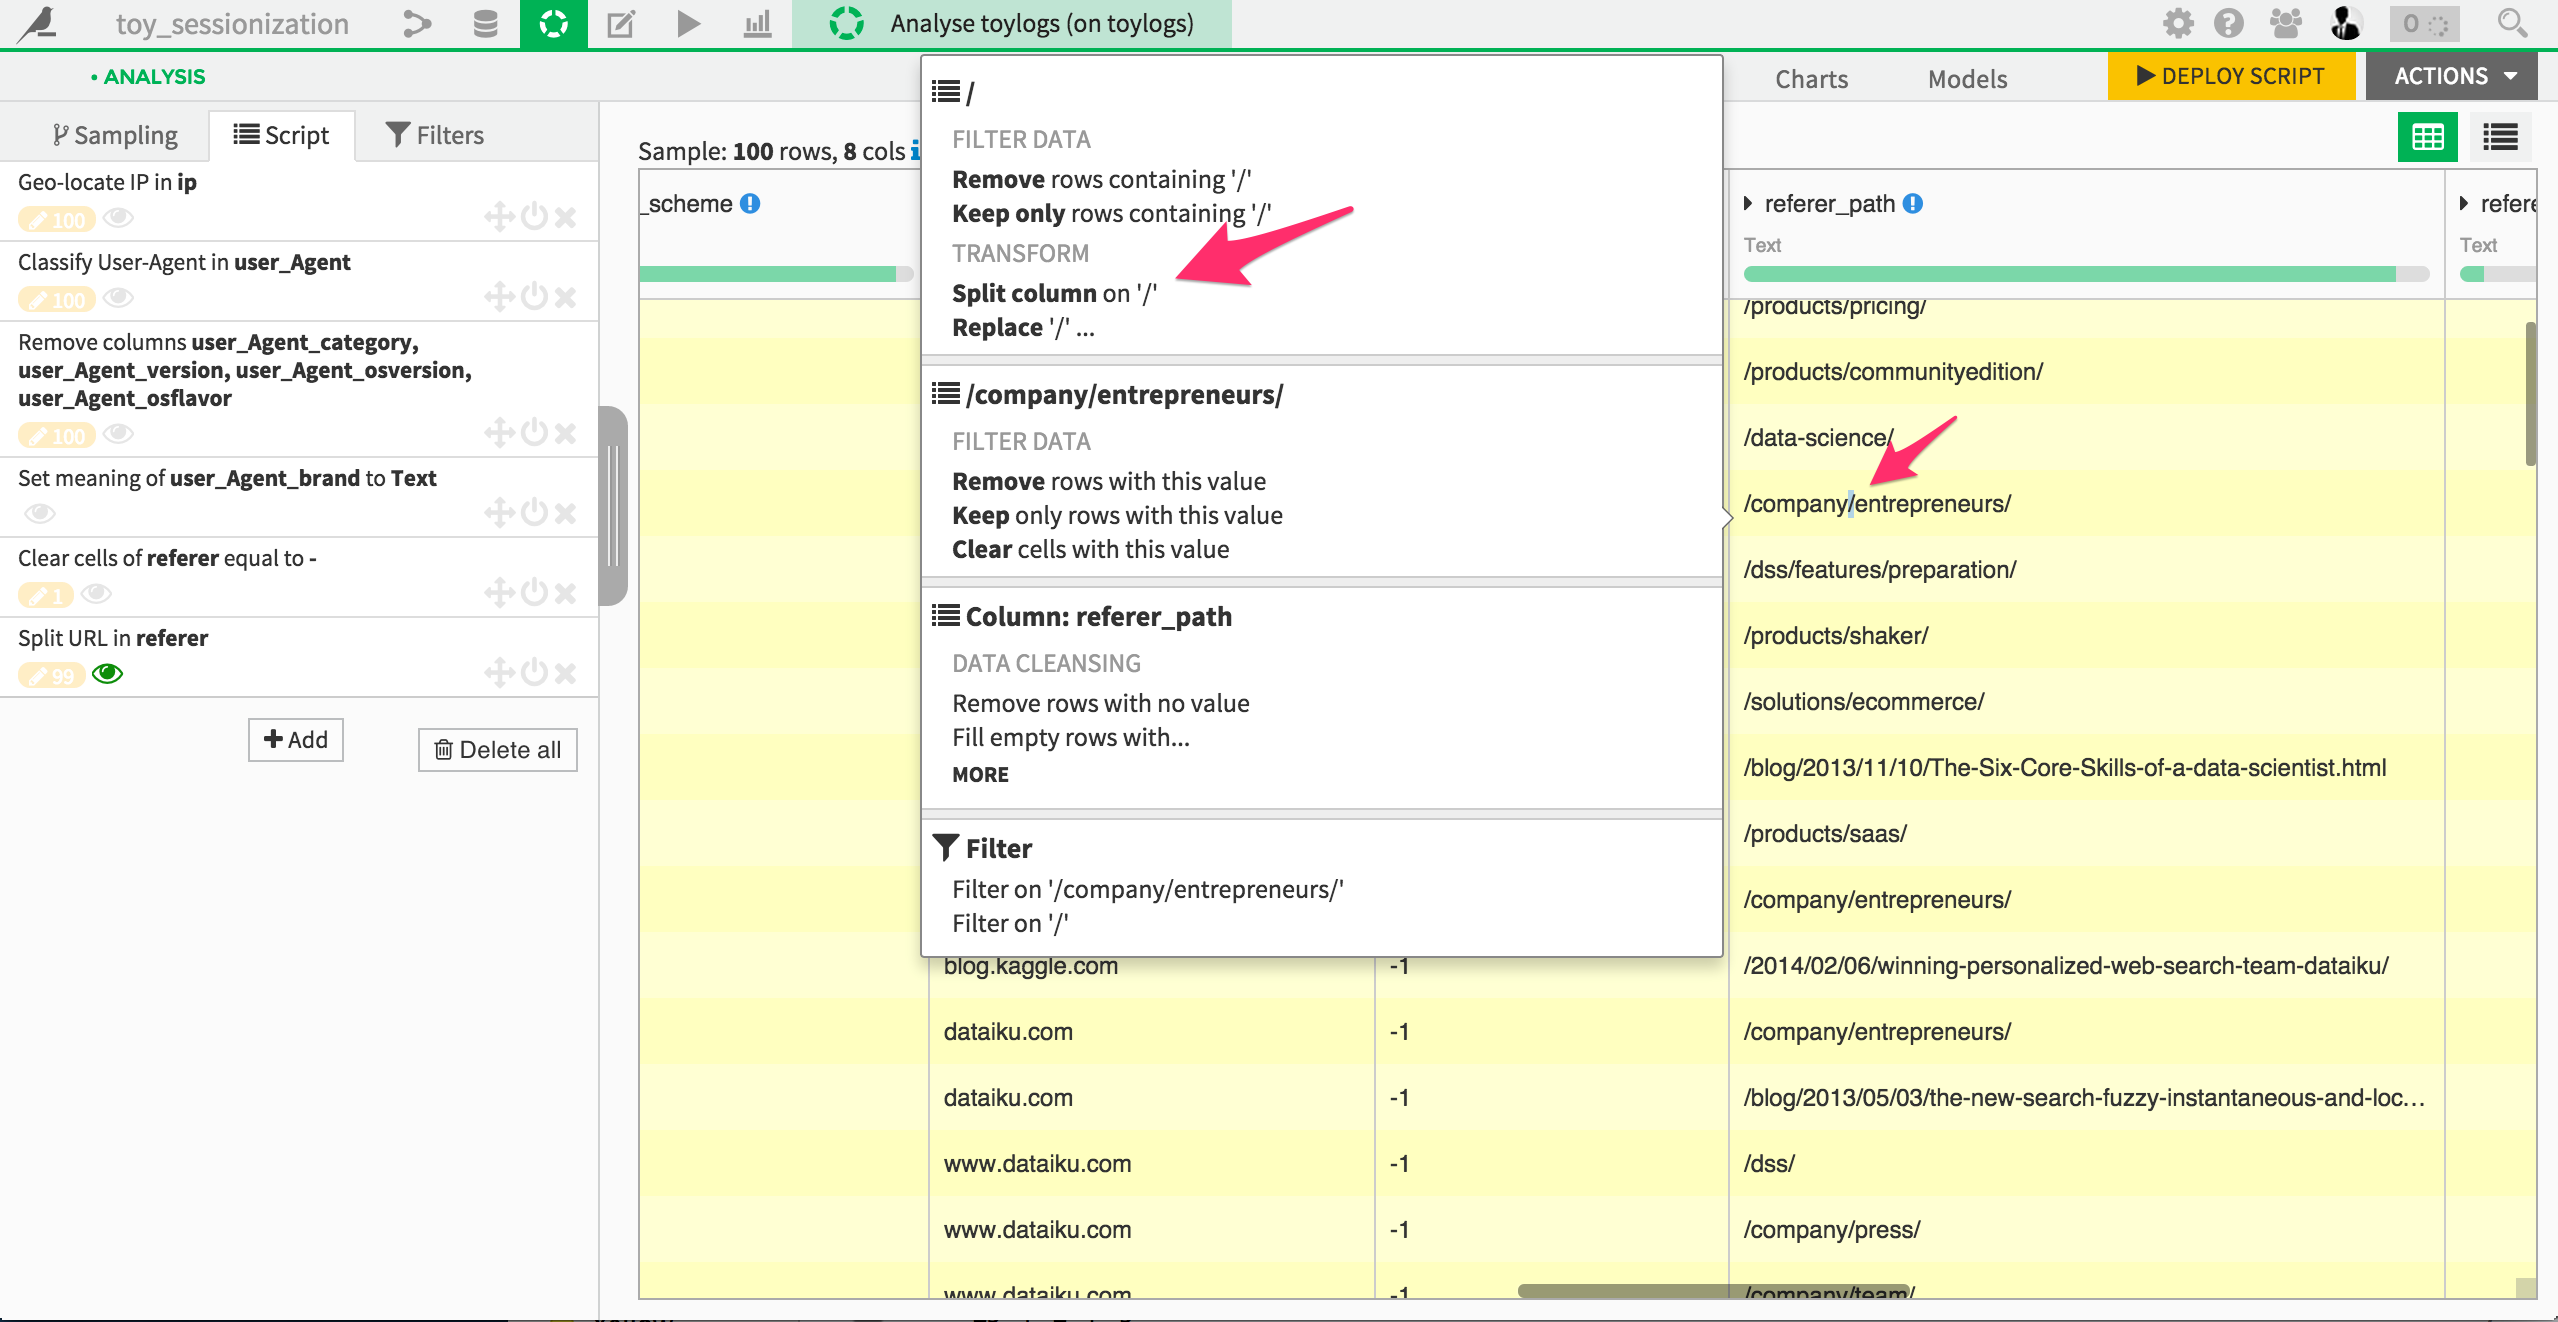 toy_sessionization
Analyse toylogs (on toylogs)
0
• ANALYSIS
Charts
Models
DEPLOY SCRIPT
ACTIONS
Sampling
Script
Filters
Geo-locate IP in ip
100
Classify User-Agent in user_Agent
100
Remove columns user_Agent_category,
user_Agent_version, user_Agent_osversion,
user_Agent_osflavor
100
Set meaning of user_Agent_brand to Text
Clear cells of referer equal to -
1
Split URL in referer
99
Add
Delete all
Sample: 100 rows, 8 cols
_scheme
/
FILTER DATA
Remove rows containing '/'
Keep only rows containing '/'
TRANSFORM
Split column on '/'
Replace '/' ...
/company/entrepreneurs/
FILTER DATA
Remove rows with this value
Keep only rows with this value
Clear cells with this value
Column: referer_path
DATA CLEANSING
Remove rows with no value
Fill empty rows with...
MORE
Filter
Filter on '/company/entrepreneurs/'
Filter on '/'
referer_path
Text
refere
Text
/products/pricing/
/products/communityedition/
/data-science/
/company/entrepreneurs/
/dss/features/preparation/
/products/shaker/
/solutions/ecommerce/
/blog/2013/11/10/The-Six-Core-Skills-of-a-data-scientist.html
/products/saas/
/company/entrepreneurs/
blog.kaggle.com -1 /2014/02/06/winning-personalized-web-search-team-dataiku/
dataiku.com -1 /company/entrepreneurs/
dataiku.com -1 /blog/2013/05/03/the-new-search-fuzzy-instantaneous-and-loc...
www.dataiku.com -1 /dss/
www.dataiku.com -1 /company/press/
www.dataiku.com -1 /company/team/